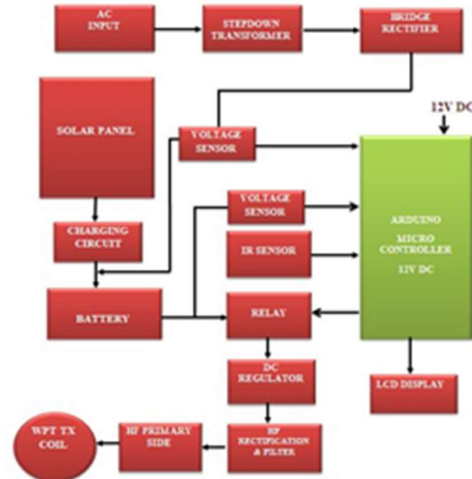 AC
INPUT
STEPDOWN
TRANSFORMER
BRIDGE
RECTIFIER
SOLAR PANEL
VOLTAGE
SENSOR
12V DC
CHARGING
CIRCUIT
VOLTAGE
SENSOR
IR SENSOR
ARDUINO
MICRO
CONTROLLER
12V DC
BATTERY
RELAY
DC
REGULATOR
LCD DISPLAY
WPT TX
COIL
HF PRIMARY
SIDE
HF
RECTIFICATION
& FILTER